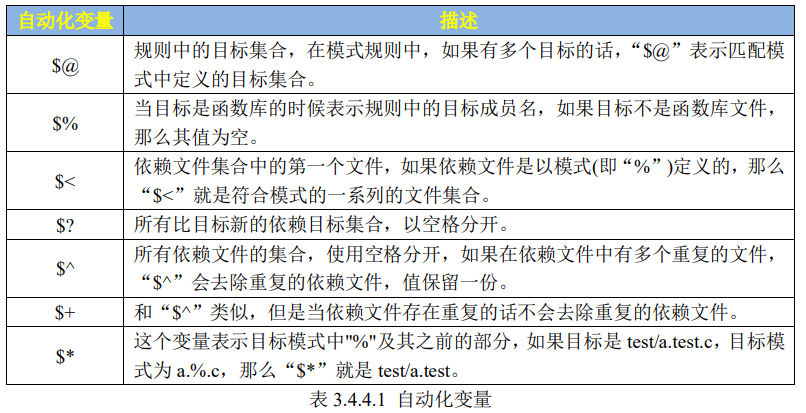 自动化变量 描述
$@ 规则中的目标集合，在模式规则中，如果有多个目标的话，“$@”表示匹配模
式中定义的目标集合。
$% 当目标是函数库的时候表示规则中的目标成员名，如果目标不是函数库文件，
那么其值为空。
$< 依赖文件集合中的第一个文件，如果依赖文件是以模式(即“%”)定义的，那么
“$<”就是符合模式的一系列的文件集合。
$? 所有比目标新的依赖目标集合，以空格分开。
$^ 所有依赖文件的集合，使用空格分开，如果在依赖文件中有多个重复的文件，
“$^”会去除重复的依赖文件，值保留一份。
$+ 和“$^”类似，但是当依赖文件存在重复的话不会去除重复的依赖文件。
$* 这个变量表示目标模式中"%"及其之前的部分，如果目标是 test/a.test.c，目标模
式为 a.%.c，那么“$*”就是 test/a.test。
表 3.4.4.1 自动化变量